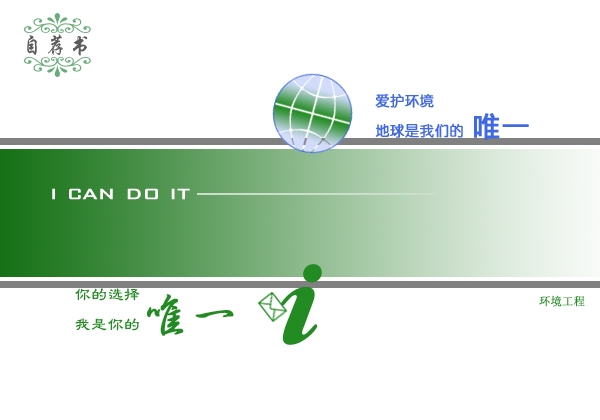 自荐书
爱护环境
地球是我们的 唯一
I CAN DO IT
你的选择
我是你的 唯一
i
环境工程